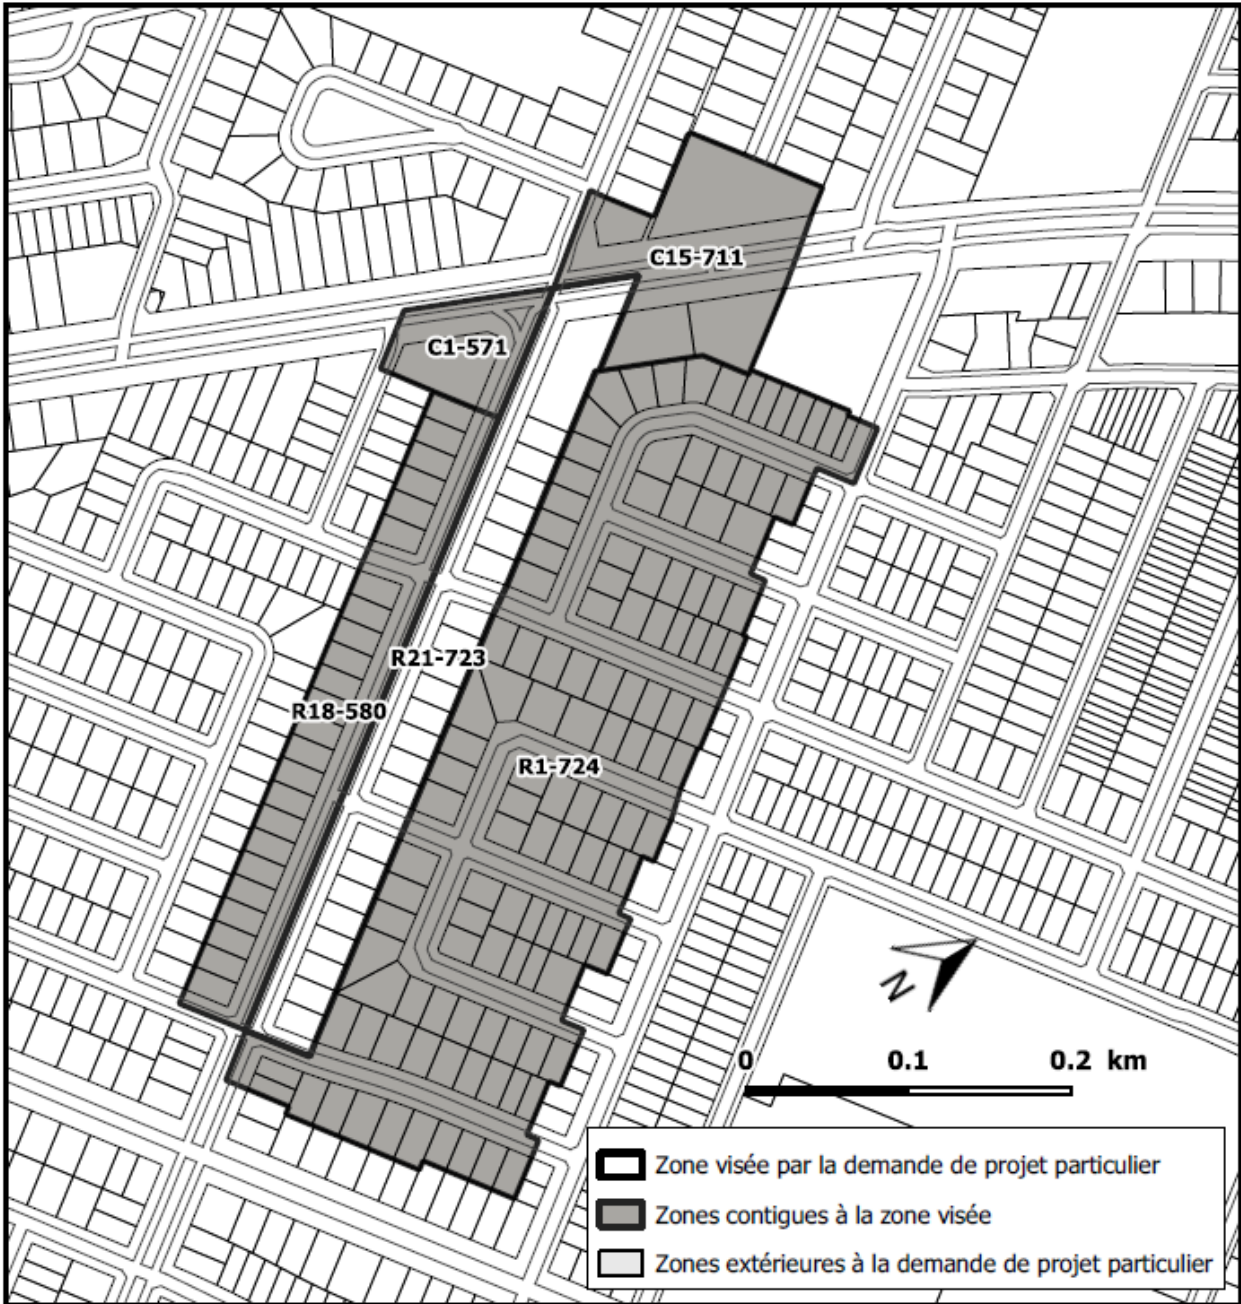 C15-711
C1-571
R21-723
R18-580
R1-724
N
0 0.1 0.2 km
Zone visée par la demande de projet particulier
Zones contigues à la zone visée
Zones extérieures à la demande de projet particulier